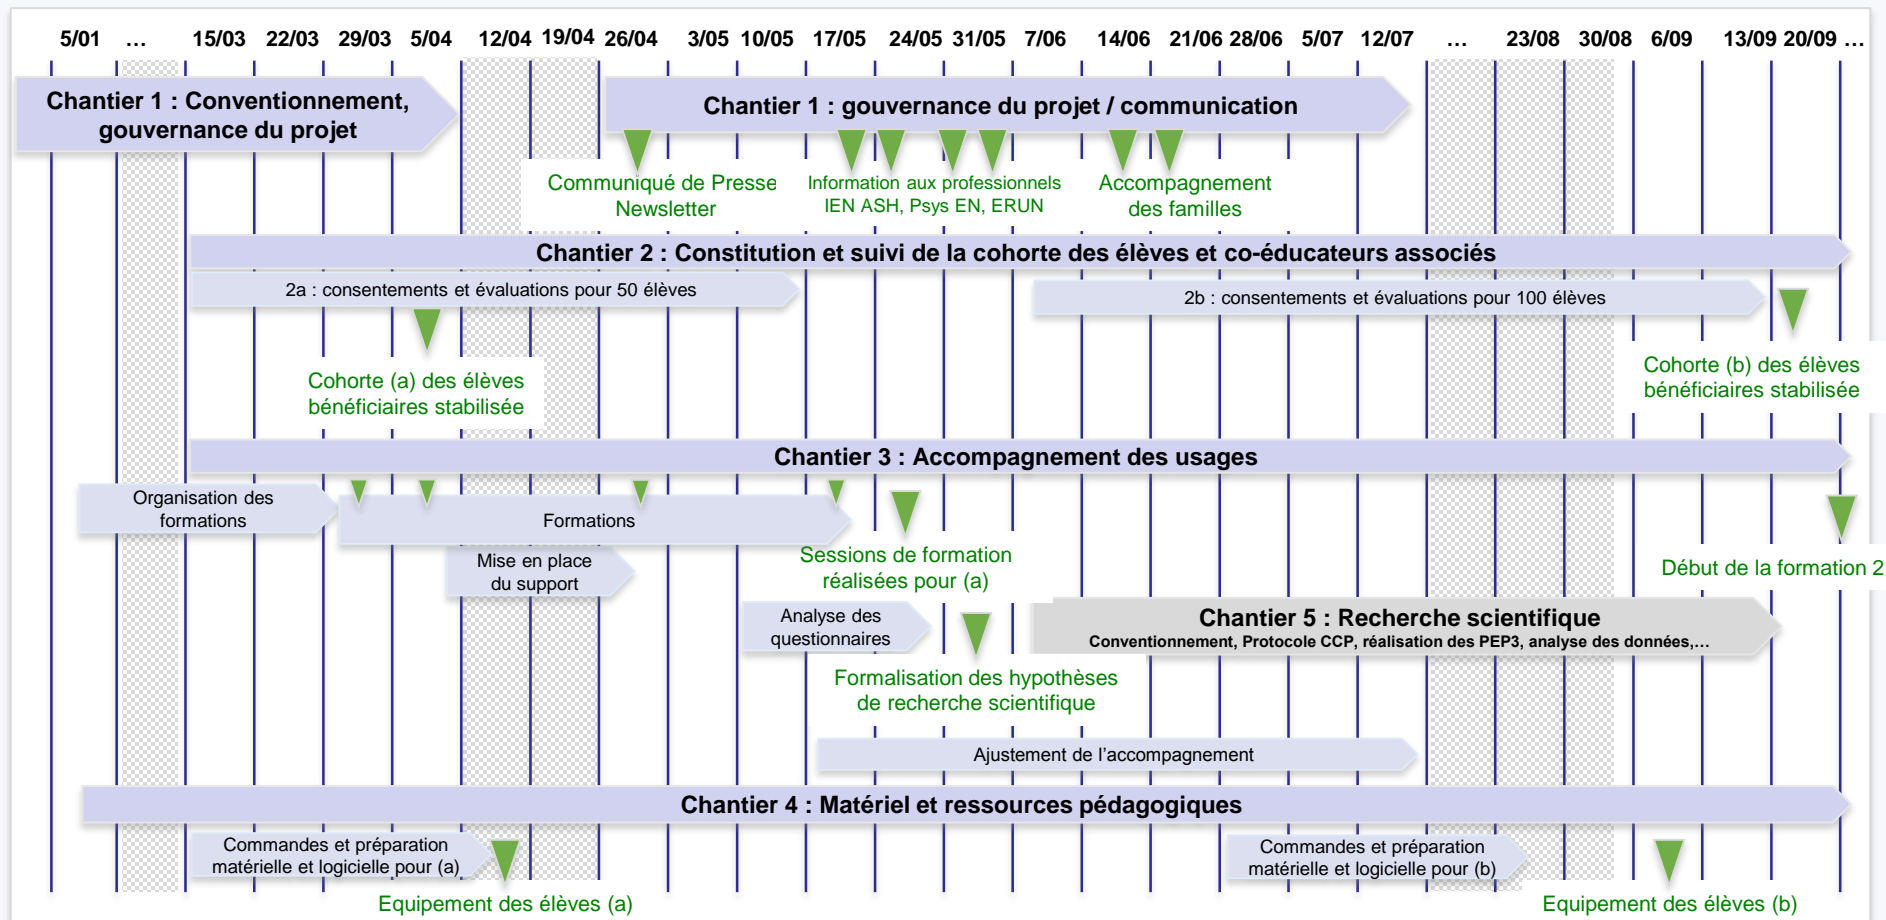 5/01 … 15/03 22/03 29/03 5/04 12/04 19/04 26/04 3/05 10/05 17/05 24/05 31/05 7/06 14/06 21/06 28/06 5/07 12/07 … 23/08 30/08 6/09 13/09 20/09 …
Chantier 1 : Conventionnement,
gouvernance du projet
Chantier 1 : gouvernance du projet / communication
Communiqué de Presse
Newsletter
Information aux professionnels
IEN ASH, Psys EN, ERUN
Accompagnement
des familles
Chantier 2 : Constitution et suivi de la cohorte des élèves et co-éducateurs associés
2a : consentements et évaluations pour 50 élèves
2b : consentements et évaluations pour 100 élèves
Cohorte (a) des élèves
bénéficiaires stabilisée
Cohorte (b) des élèves
bénéficiaires stabilisée
Chantier 3 : Accompagnement des usages
Organisation des
formations
Formations
Mise en place
du support
Sessions de formation
réalisées pour (a)
Début de la formation 2
Analyse des
questionnaires
Chantier 5 : Recherche scientifique
Conventionnement, Protocole CCP, réalisation des PEP3, analyse des données,…
Formalisation des hypothèses
de recherche scientifique
Ajustement de l’accompagnement
Chantier 4 : Matériel et ressources pédagogiques
Commandes et préparation
matérielle et logicielle pour (a)
Commandes et préparation
matérielle et logicielle pour (b)
Equipement des élèves (a)
Equipement des élèves (b)